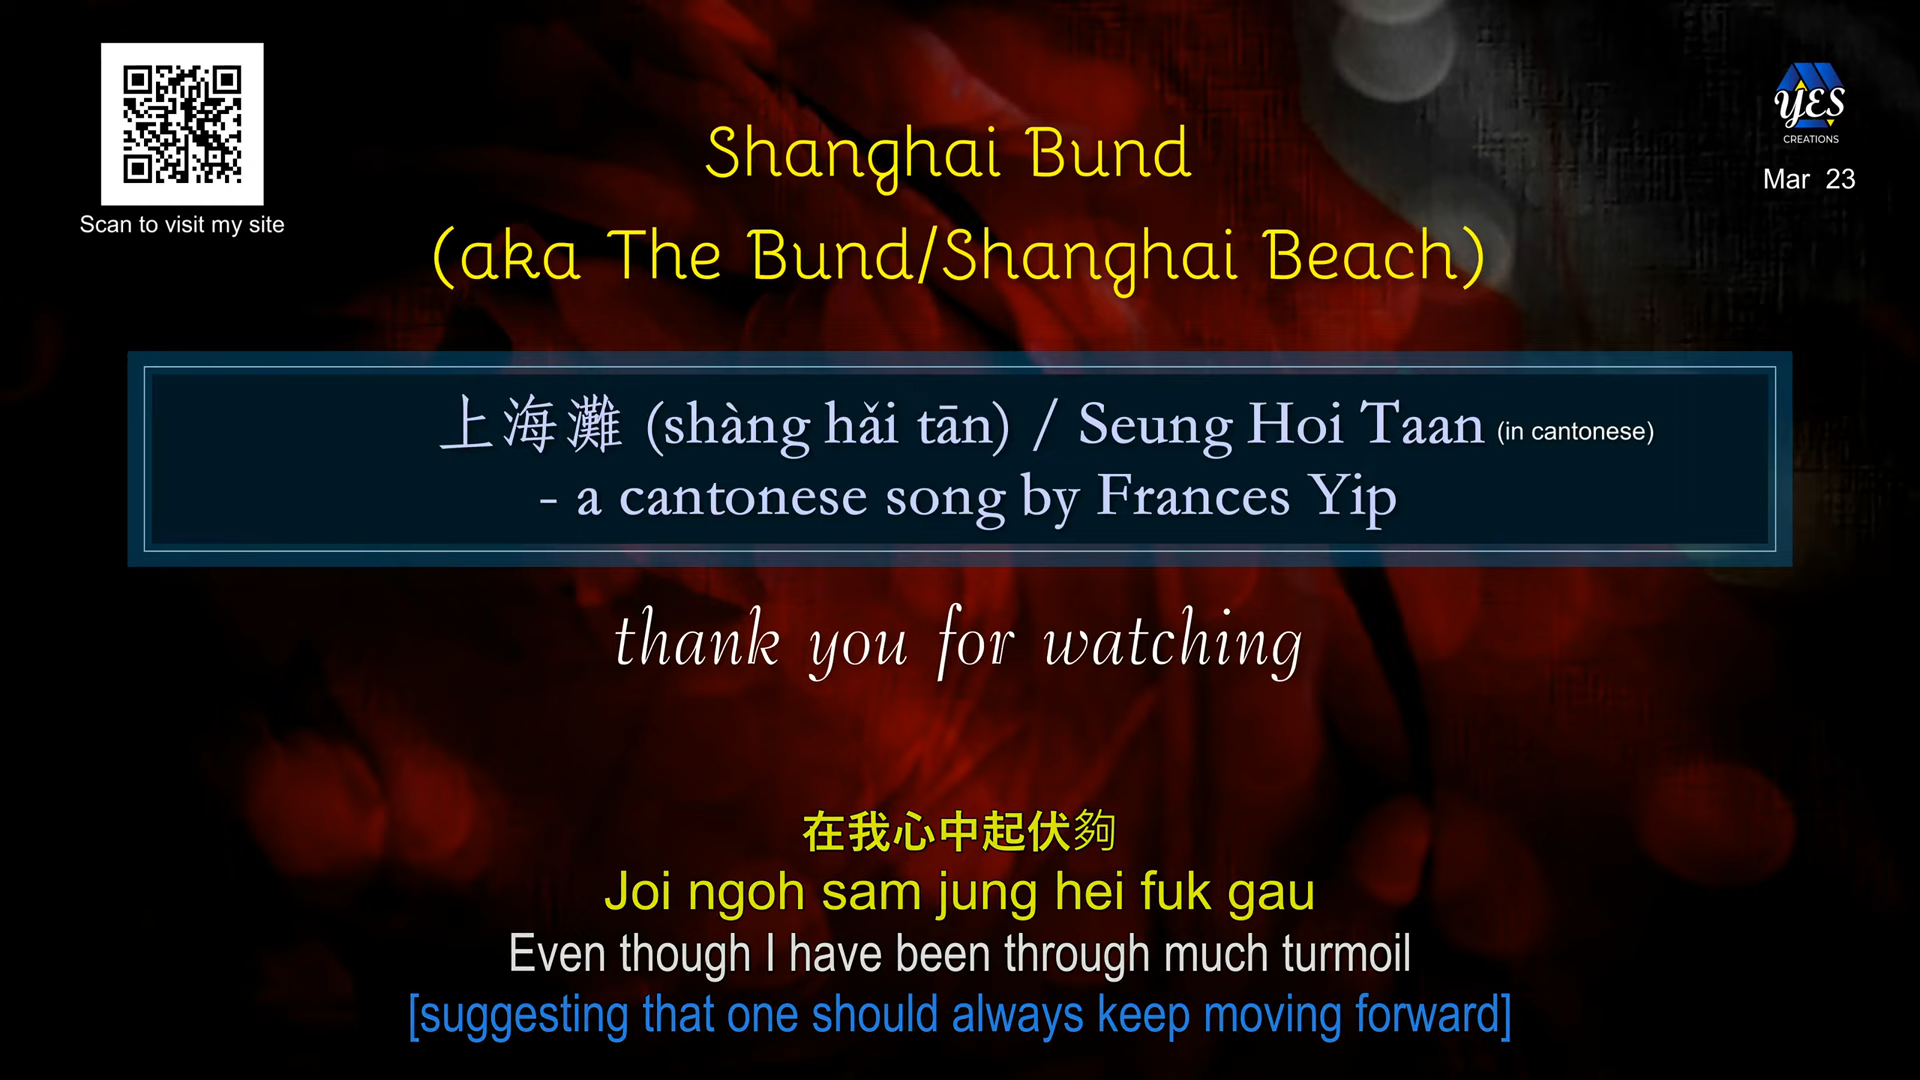 Scan to visit my site
YES
CREATIONS
Mar 23
Shanghai Bund
(aka The Bund/Shanghai Beach)
上海灘 (shàng hǎi tān) / Seung Hoi Taan (in cantonese)
- a cantonese song by Frances Yip
thank you for watching
在我心中起伏夠
Joi ngoh sam jung hei fuk gau
Even though I have been through much turmoil
[suggesting that one should always keep moving forward]